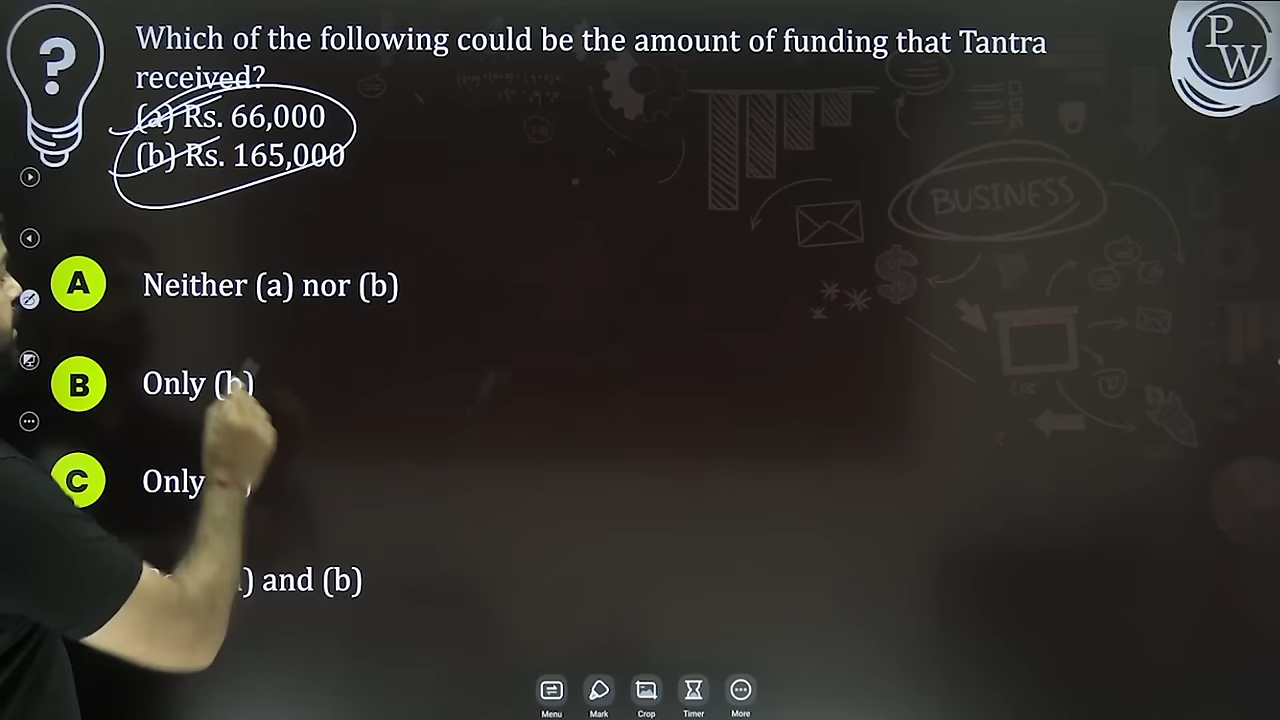 Which of the following could be the amount of funding that Tantra
received?
(a) Rs. 66,000
(b) Rs. 165,000
A Neither (a) nor (b)
B Only (b)
C Only
) and (b)
?
PW
BUSINESS
$
Menu Mark Crop Timer More